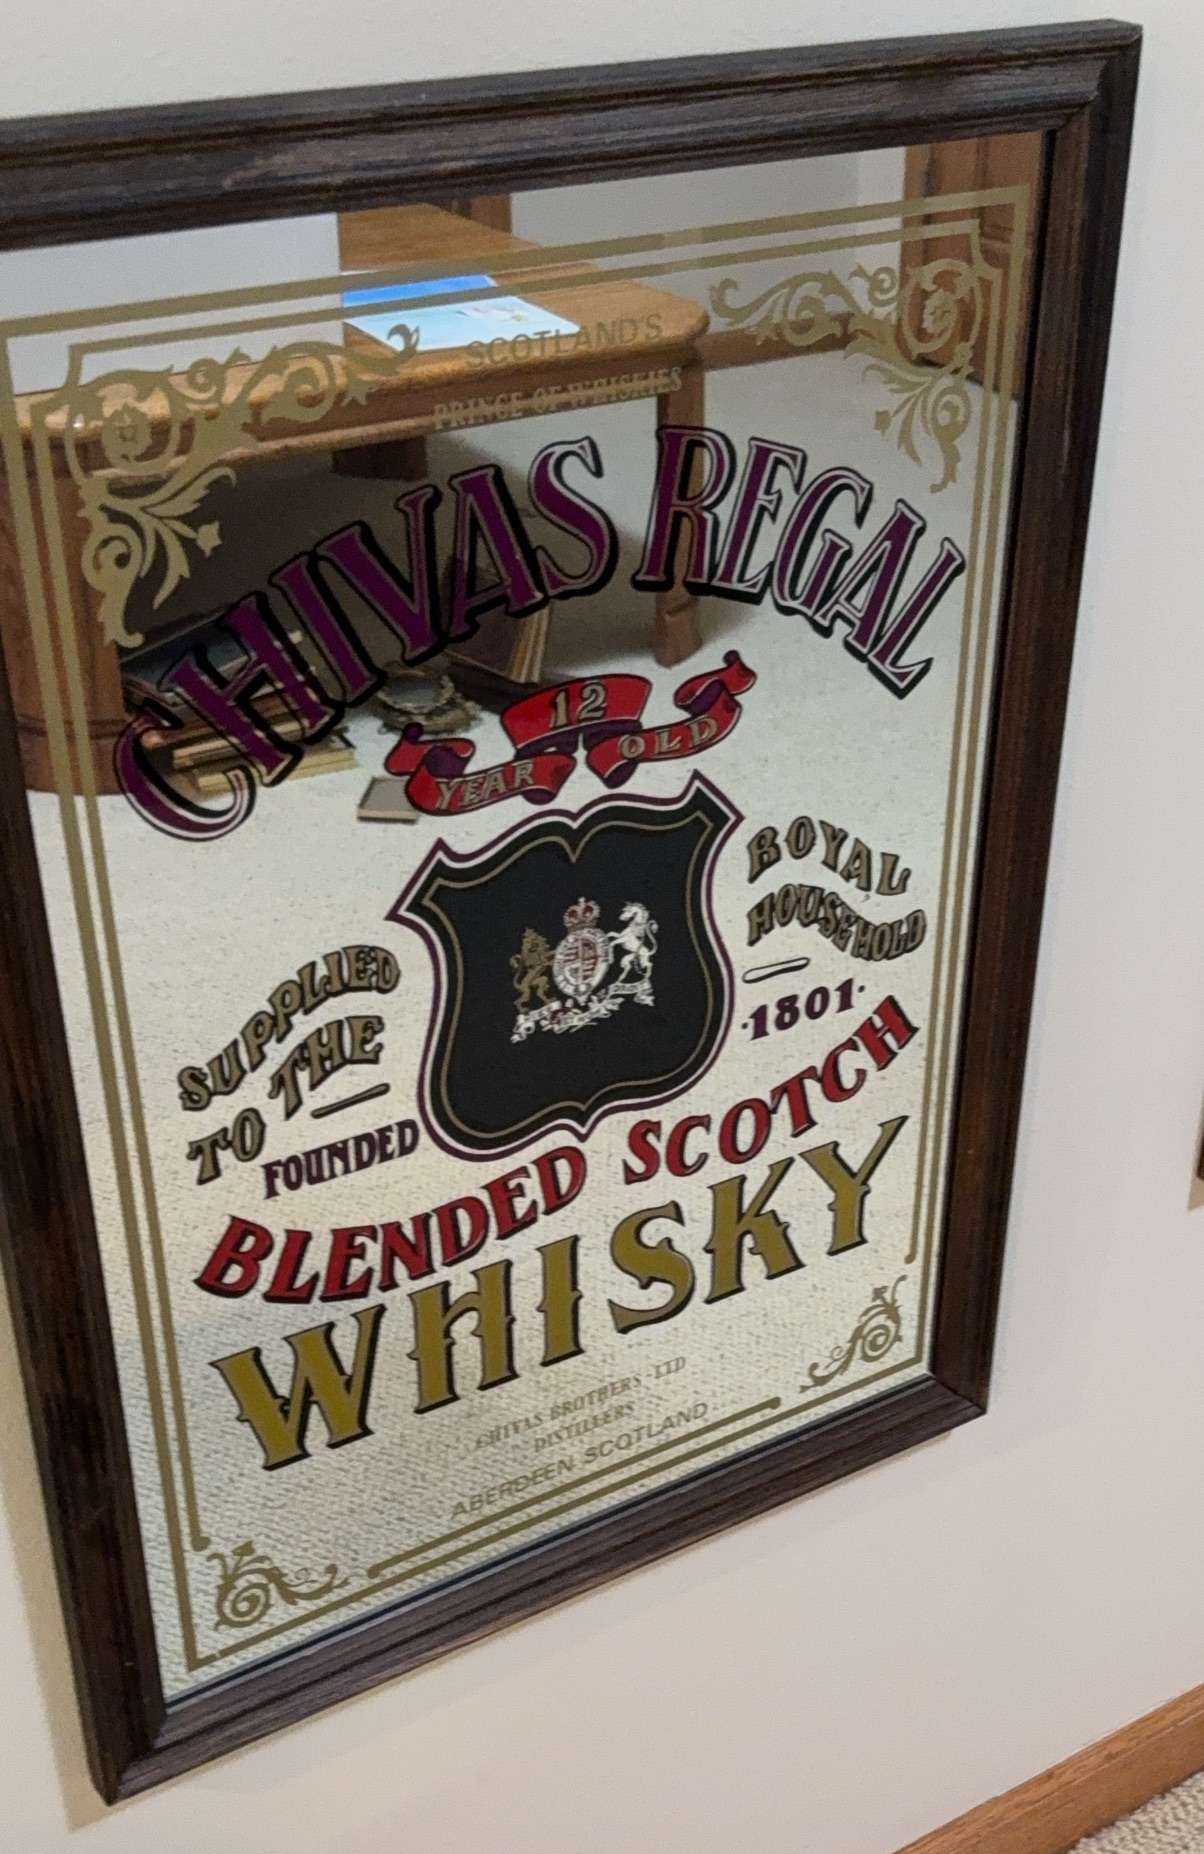 SCOTLAND'S
PRINCE OF WHISKIES
CHIVAS REGAL
12
YEAR OLD
SUPPLIED
TO THE
ROYAL
HOUSEHOLD
FOUNDED
·1801·
BLENDED SCOTCH
WHISKY
CHIVAS BROTHERS - LTD
DISTILLERS
ABERDEEN, SCOTLAND